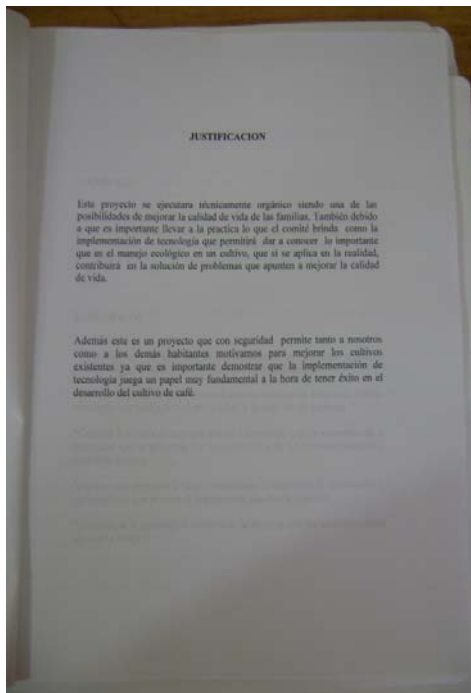 JUSTIFICACION
Este proyecto se ejecutara técnicamente orgánico siendo una de las
posibilidades de mejorar la calidad de vida de las familias. También debido
a que es importante llevar a la practica lo que el comité brinda como la
implementación de tecnología que permitirá dar a conocer lo importante
que es el manejo ecológico en un cultivo, que si se aplica en la realidad,
contribuirá en la solución de problemas que apunten a mejorar la calidad
de vida.
Además este es un proyecto que con seguridad permite tanto a nosotros
como a los demás habitantes motivarnos para mejorar los cultivos
existentes ya que es importante demostrar que la implementación de
tecnología juega un papel muy fundamental a la hora de tener éxito en el
desarrollo del cultivo de café.